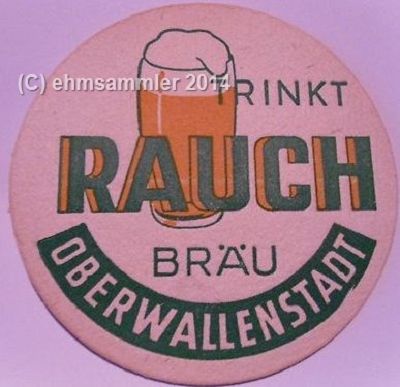 (C) ehmsammler 2014
TRINKT
RAUCH
BRÄU
OBERWALLENSTADT